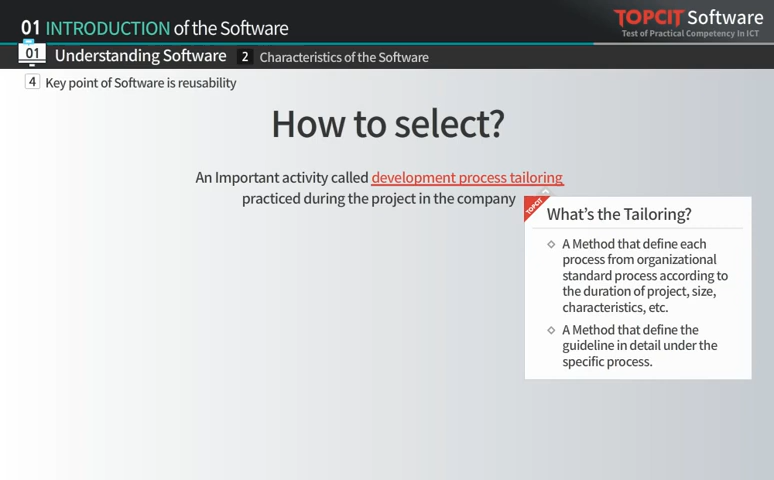 01 INTRODUCTION of the Software
TOPCIT Software
Test of Practical Competency In ICT
01 Understanding Software 2 Characteristics of the Software
4 Key point of Software is reusability
How to select?
An Important activity called development process tailoring
practiced during the project in the company
TOPCIT
What's the Tailoring?
A Method that define each
process from organizational
standard process according to
the duration of project, size,
characteristics, etc.
A Method that define the
guideline in detail under the
specific process.